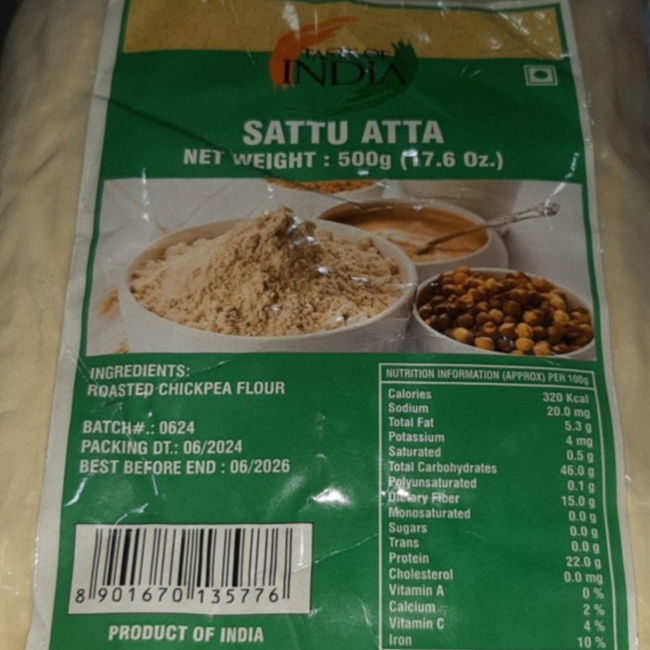 TASTE OF
INDIA
SATTU ATTA
NET WEIGHT : 500g (17.6 Oz.)
INGREDIENTS:
ROASTED CHICKPEA FLOUR
BATCH#.: 0624
PACKING DT.: 06/2024
BEST BEFORE END : 06/2026
8 901670 135776
PRODUCT OF INDIA
NUTRITION INFORMATION (APPROX) PER 100g
Calories 320 Kcal
Sodium 20.0 mg
Total Fat 5.3 g
Potassium 4 mg
Saturated 0.5 g
Total Carbohydrates 46.0 g
Polyunsaturated 0.1 g
Dietary Fiber 15.0 g
Monosaturated 0.0 g
Sugars 0.0 g
Trans 0.0 g
Protein 22.0 g
Cholesterol 0.0 mg
Vitamin A 0 %
Calcium 2 %
Vitamin C 4 %
Iron 10 %